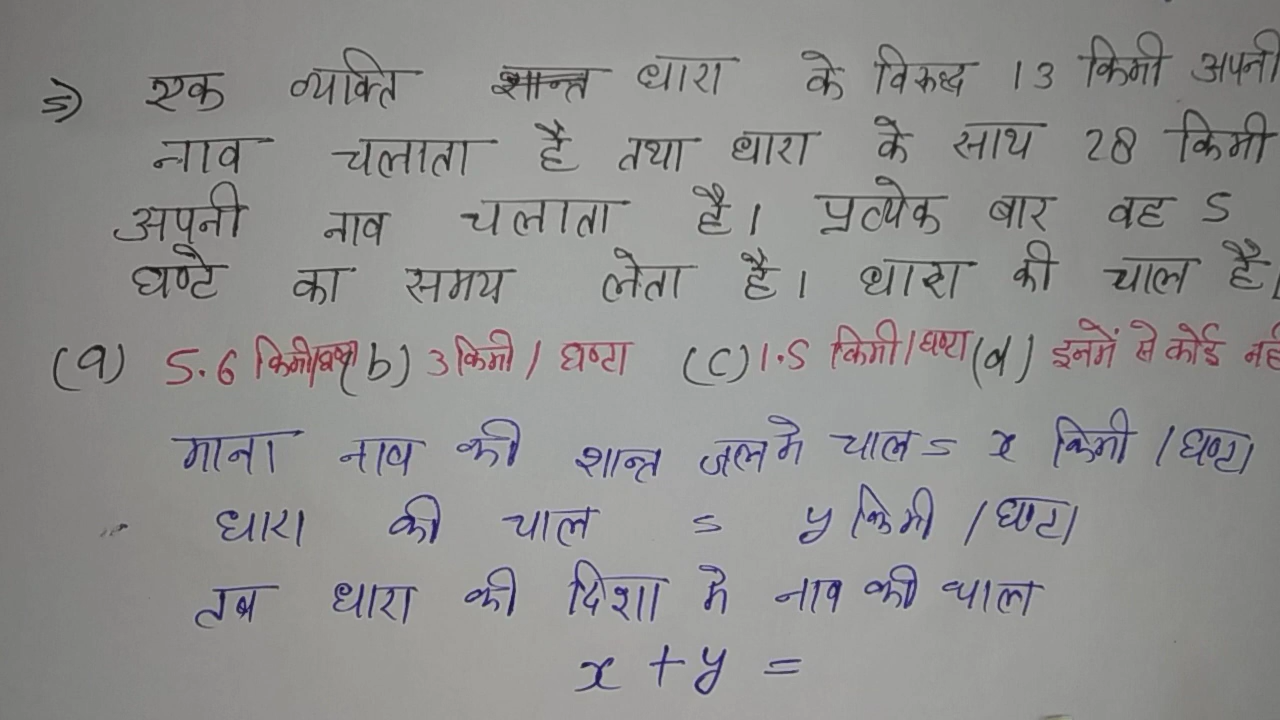 5) एक व्यक्ति शान्त धारा के विरुद्ध 13 किमी अपनी
नाव चलाता है तथा धारा के साथ 28 किमी
अपनी नाव चलाता है। प्रत्येक बार वह 5
घण्टे का समय लेता है। धारा की चाल है।
(a) 5.6 किमी/घण्टा (b) 3 किमी / घण्टा (c) 1.5 किमी/घण्टा (d) इनमें से कोई नहीं
माना नाव की शान्त जल मे चाल = x किमी / घण्टा
धारा की चाल = y किमी / घण्टा
तब धारा की दिशा मे नाव की चाल
x + y =